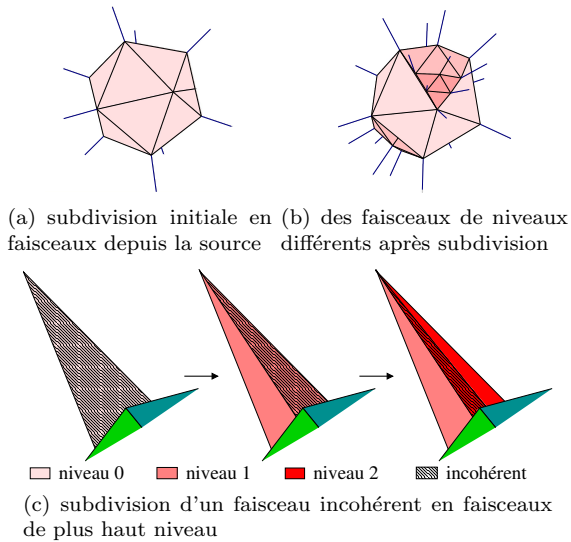 (a) subdivision initiale en
faisceaux depuis la source
(b) des faisceaux de niveaux
différents après subdivision
niveau 0 niveau 1 niveau 2 incohérent
(c) subdivision d'un faisceau incohérent en faisceaux
de plus haut niveau